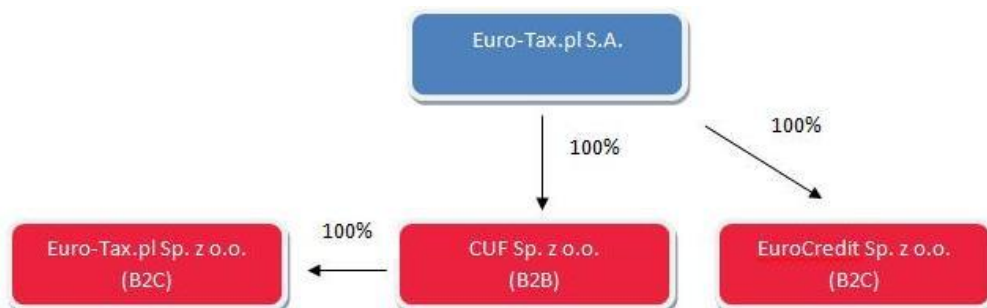 Euro-Tax.pl S.A.
100%
100%
100%
Euro-Tax.pl Sp. z o.o.
(B2C)
CUF Sp. z o.o.
(B2B)
EuroCredit Sp. z o.o.
(B2C)